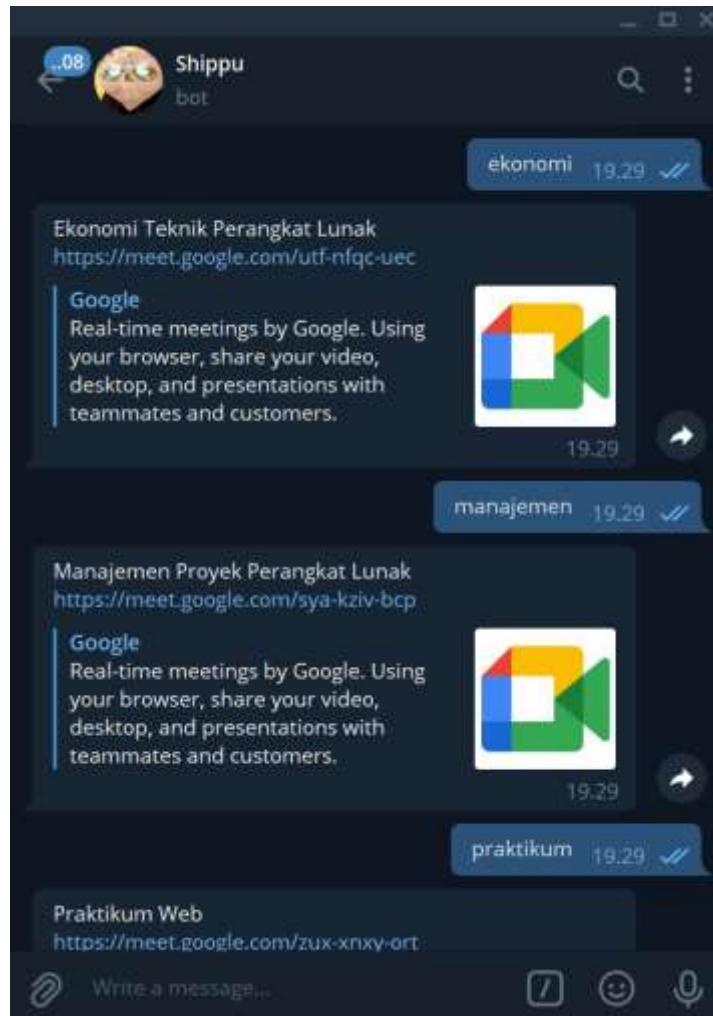 ..08
Shippu
bot
ekonomi 19.29
Ekonomi Teknik Perangkat Lunak
https://meet.google.com/utf-nfqc-uec
Google
Real-time meetings by Google. Using
your browser, share your video,
desktop, and presentations with
teammates and customers.
19.29
manajemen 19.29
Manajemen Proyek Perangkat Lunak
https://meet.google.com/sya-kziv-bcp
Google
Real-time meetings by Google. Using
your browser, share your video,
desktop, and presentations with
teammates and customers.
19.29
praktikum 19.29
Praktikum Web
https://meet.google.com/zux-xnxy-ort
Write a message...